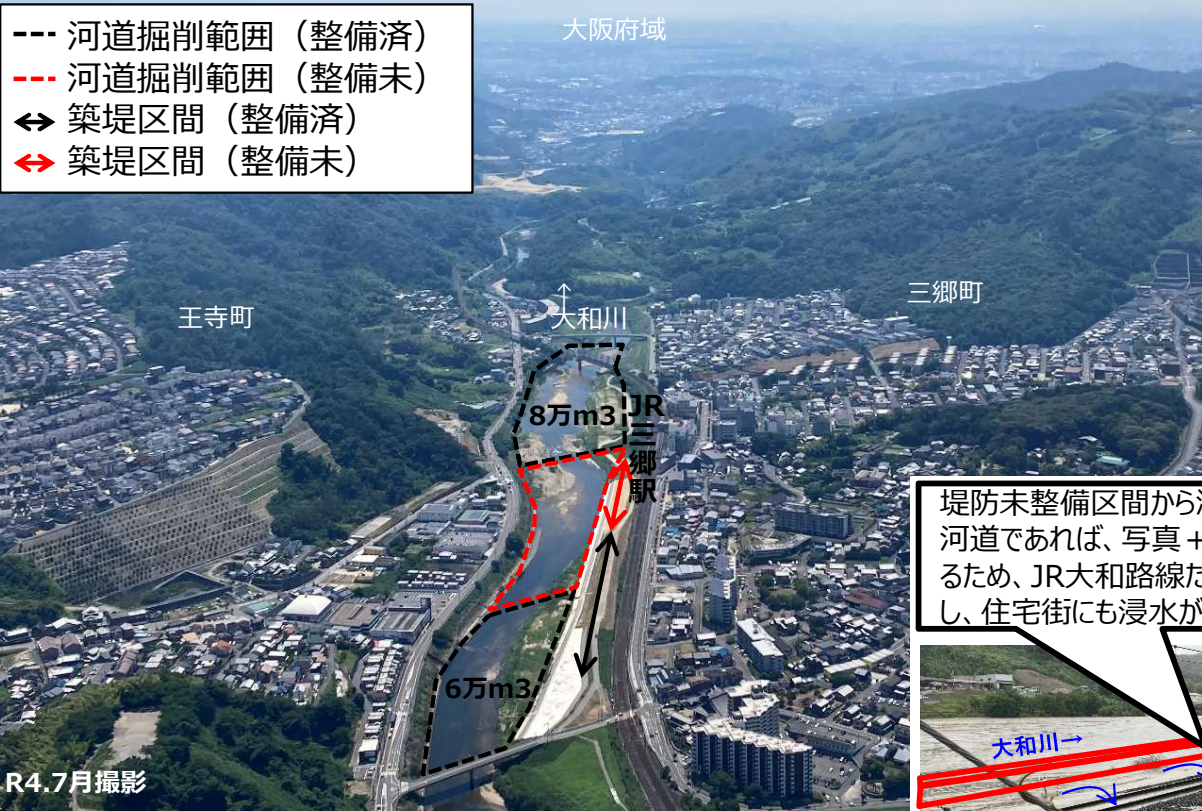 河道掘削範囲（整備済）
河道掘削範囲（整備未）
築堤区間（整備済）
築堤区間（整備未）
大阪府域
王寺町
↑
大和川
三郷町
8万m3
JR三郷駅
6万m3
堤防未整備区間から
河道であれば、写真＋
るため、JR大和路線た
し、住宅街にも浸水が
大和川→
R4.7月撮影